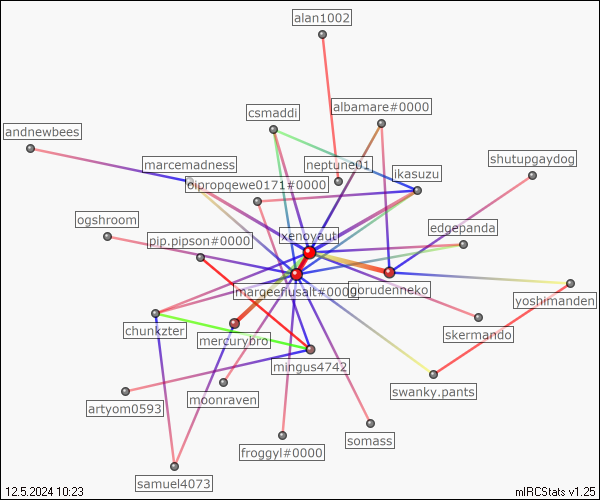 alan1002
csmaddi
albamare#0000
andnewbees
marcemadness
neptune01
shutupgaydog
ikasuzu
oipropqewe0171#0000
ogshroom
xenoyaut
edgepanda
pip.pipson#0000
marqeeflusalt#0000
yoshimanden
skermando
chunkzter
mercurybro
mingus4742
swanky.pants
artyom0593
moonraven
froggyl#0000
somass
samuel4073
12.5.2024 10:23
mIRCStats v1.25